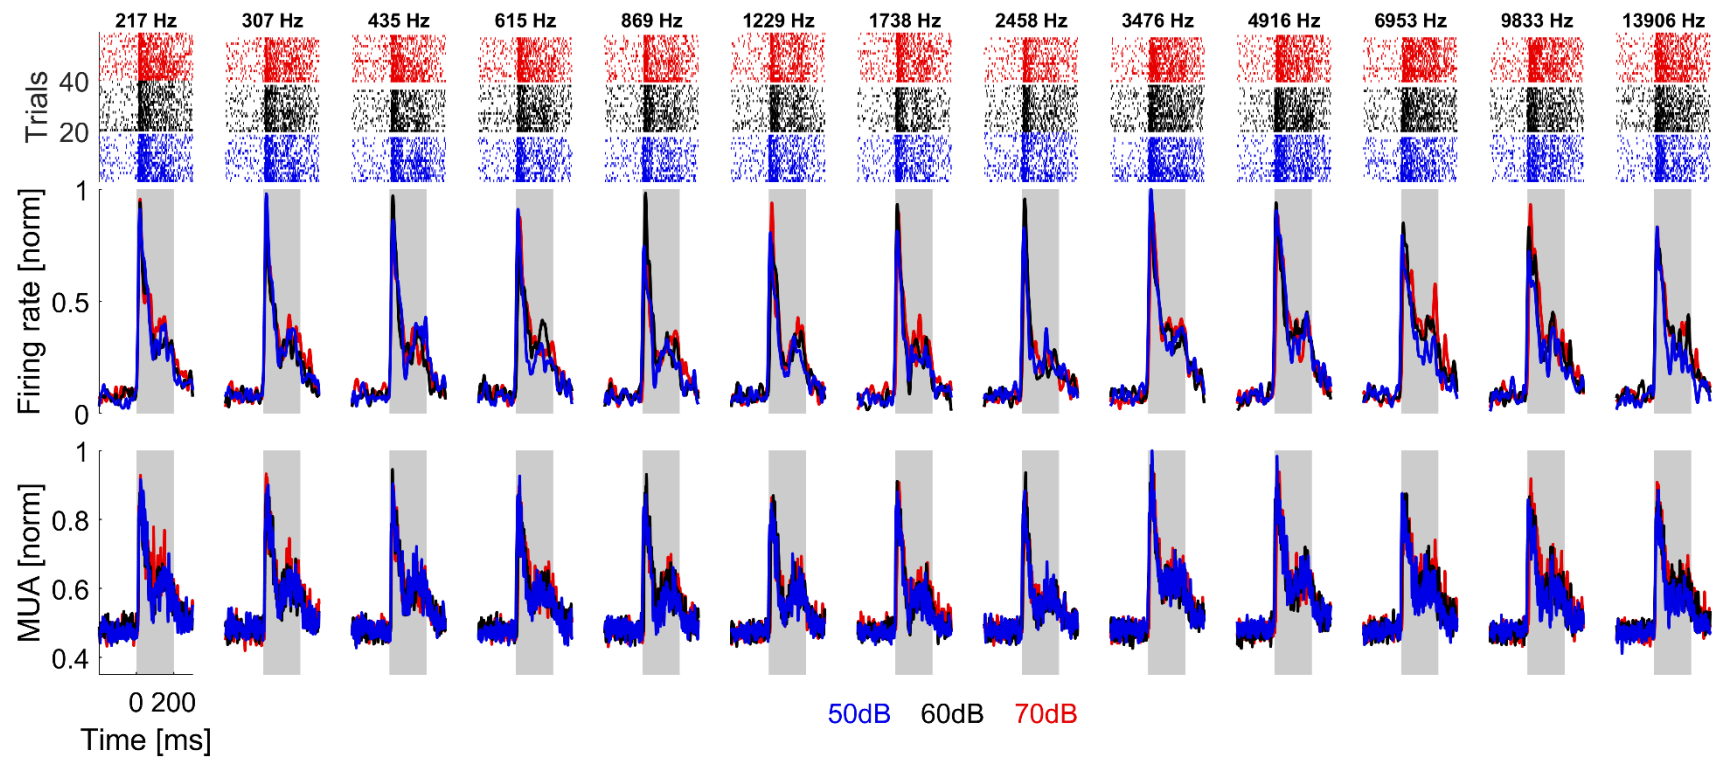 217 Hz 307 Hz 435 Hz 615 Hz 869 Hz 1229 Hz 1738 Hz 2458 Hz 3476 Hz 4916 Hz 6953 Hz 9833 Hz 13906 Hz
Trials
40
20
Firing rate [norm]
1
0.5
0
MUA [norm]
1
0.8
0.6
0.4
0 200
Time [ms]
50dB 60dB 70dB